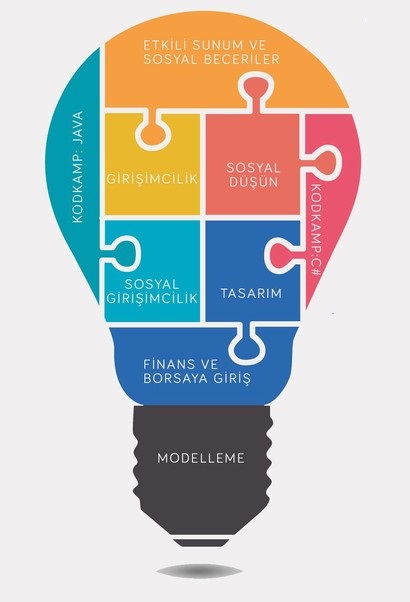 ETKİLİ SUNUM VE
SOSYAL BECERİLER
KODKAMP: JAVA
GİRİŞİMCİLİK
SOSYAL
DÜŞÜN
KODKAMP:C#
SOSYAL
GİRİŞİMCİLİK
TASARIM
FİNANS VE
BORSAYA GİRİŞ
MODELLEME